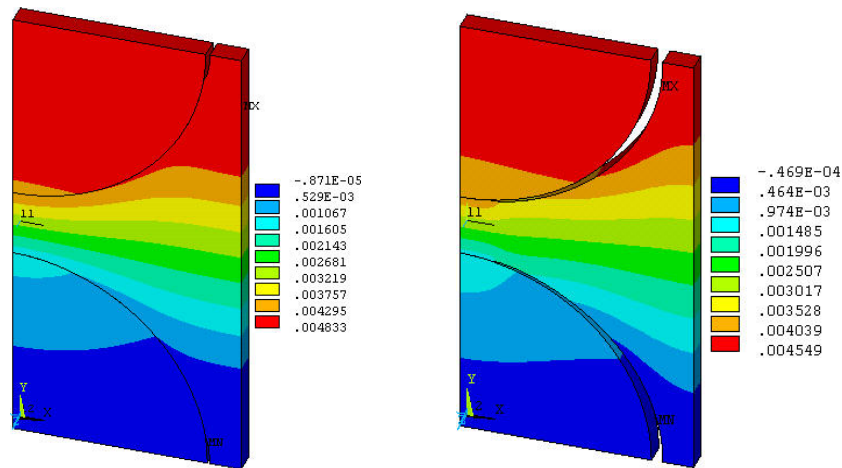 MX
11
-.871E-05
.529E-03
.001067
.001605
.002143
.002681
.003219
.003757
.004295
.004833
Y
Z X
MN
MX
11
-.469E-04
.464E-03
.974E-03
.001485
.001996
.002507
.003017
.003528
.004039
.004549
Y
Z X
MN